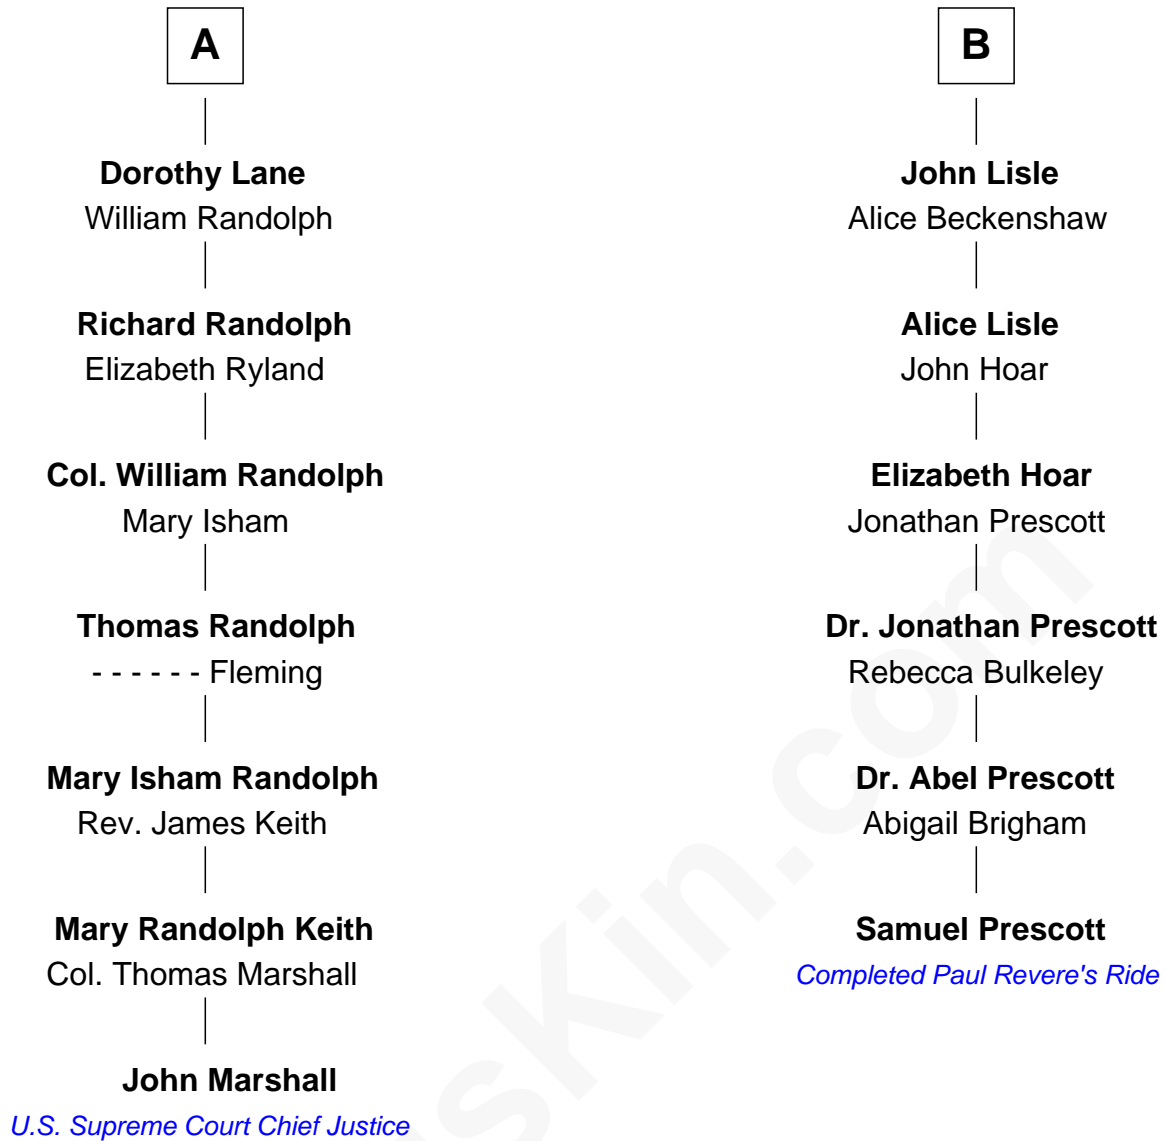 A
Dorothy Lane
William Randolph
Richard Randolph
Elizabeth Ryland
Col. William Randolph
Mary Isham
Thomas Randolph
- - - - - - Fleming
Mary Isham Randolph
Rev. James Keith
Mary Randolph Keith
Col. Thomas Marshall
John Marshall
U.S. Supreme Court Chief Justice
B
John Lisle
Alice Beckenshaw
Alice Lisle
John Hoar
Elizabeth Hoar
Jonathan Prescott
Dr. Jonathan Prescott
Rebecca Bulkeley
Dr. Abel Prescott
Abigail Brigham
Samuel Prescott
Completed Paul Revere's Ride
sKin.com